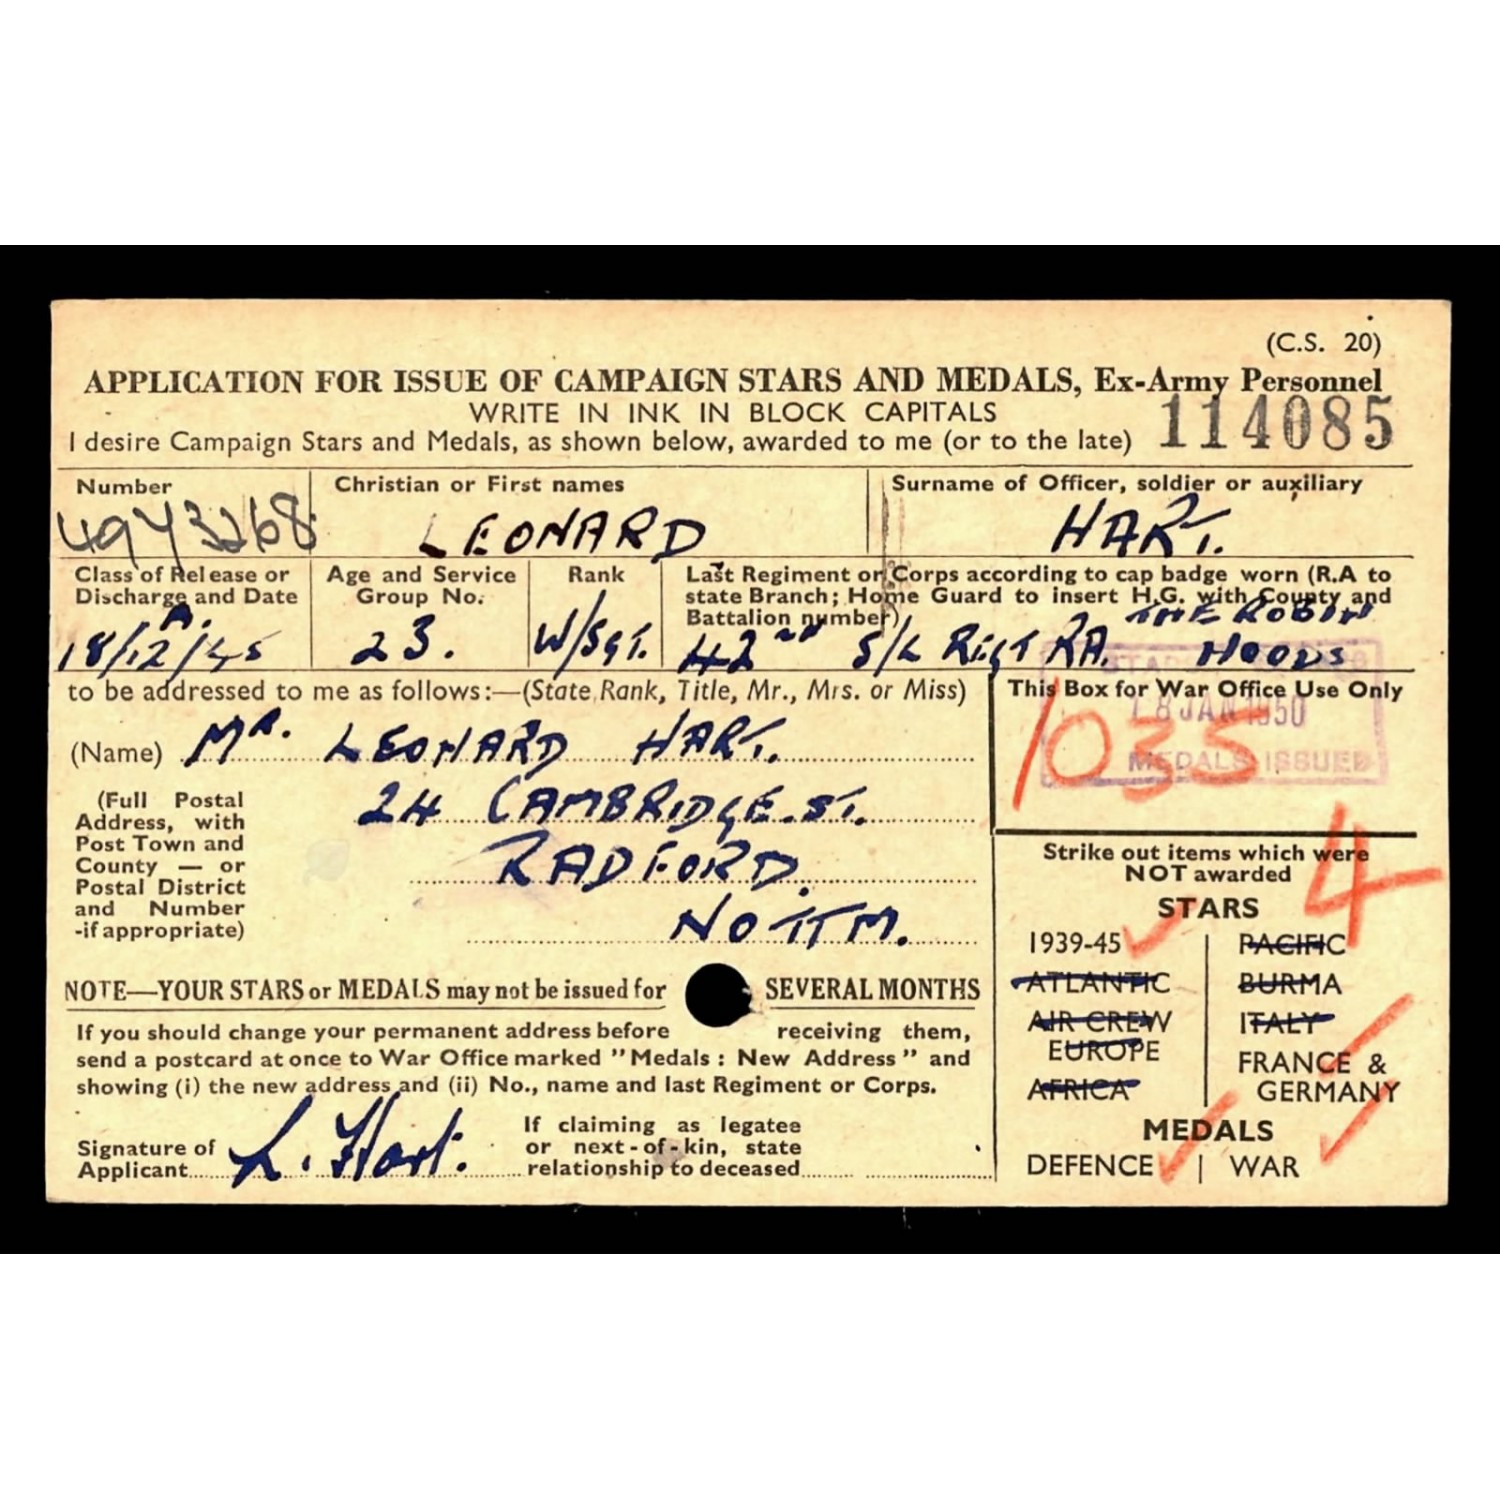 (C.S. 20)
APPLICATION FOR ISSUE OF CAMPAIGN STARS AND MEDALS, Ex-Army Personnel
WRITE IN INK IN BLOCK CAPITALS
I desire Campaign Stars and Medals, as shown below, awarded to me (or to the late)
114085
Number
4973268
Christian or First names
LEONARD
Surname of Officer, soldier or auxiliary
HART.
Class of Release or
Discharge and Date
A.
18/12/45
Age and Service
Group No.
23.
Rank
W/Sgt.
Last Regiment or Corps according to cap badge worn (R.A to
state Branch; Home Guard to insert H.G. with County and
Battalion number)
THE ROBIN
42nd S/L RegT RA. HOODS
to be addressed to me as follows:—(State Rank, Title, Mr., Mrs. or Miss)
(Name) MR. LEONARD HART.
(Full Postal
Address, with
Post Town and
County — or
Postal District
and Number
-if appropriate)
24 CAMBRIDGE.ST.
RADFORD.
NOTTM.
This Box for War Office Use Only
STARS
18 JAN 1950
MEDALS ISSUED
1035
4
NOTE—YOUR STARS or MEDALS may not be issued for SEVERAL MONTHS
If you should change your permanent address before receiving them,
send a postcard at once to War Office marked "Medals : New Address" and
showing (i) the new address and (ii) No., name and last Regiment or Corps.
Signature of
Applicant
L. Hart.
If claiming as legatee
or next-of-kin, state
relationship to deceased
Strike out items which were
NOT awarded
STARS
1939-45
ATLANTIC
AIR CREW
EUROPE
AFRICA
PACIFIC
BURMA
ITALY
FRANCE &
GERMANY
MEDALS
DEFENCE | WAR